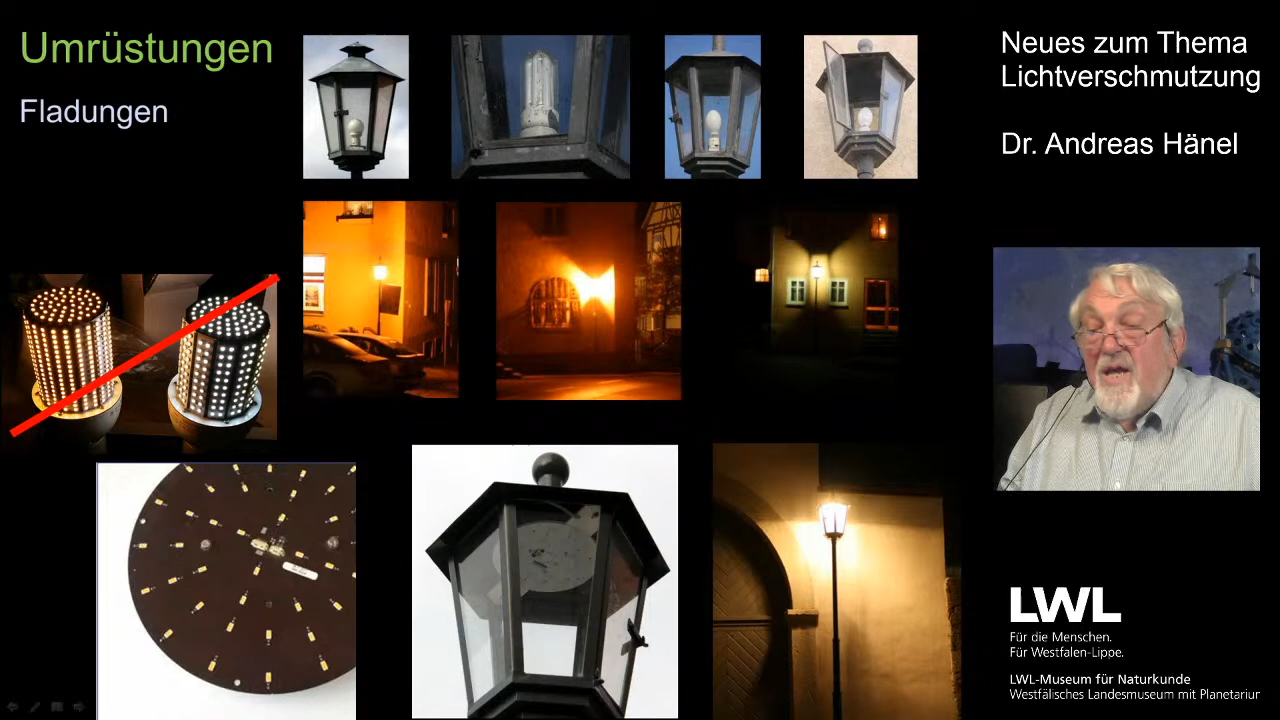 Umrüstungen
Fladungen
Neues zum Thema
Lichtverschmutzung
Dr. Andreas Hänel
LWL
Für die Menschen.
Für Westfalen-Lippe.
LWL-Museum für Naturkunde
Westfälisches Landesmuseum mit Planetariur